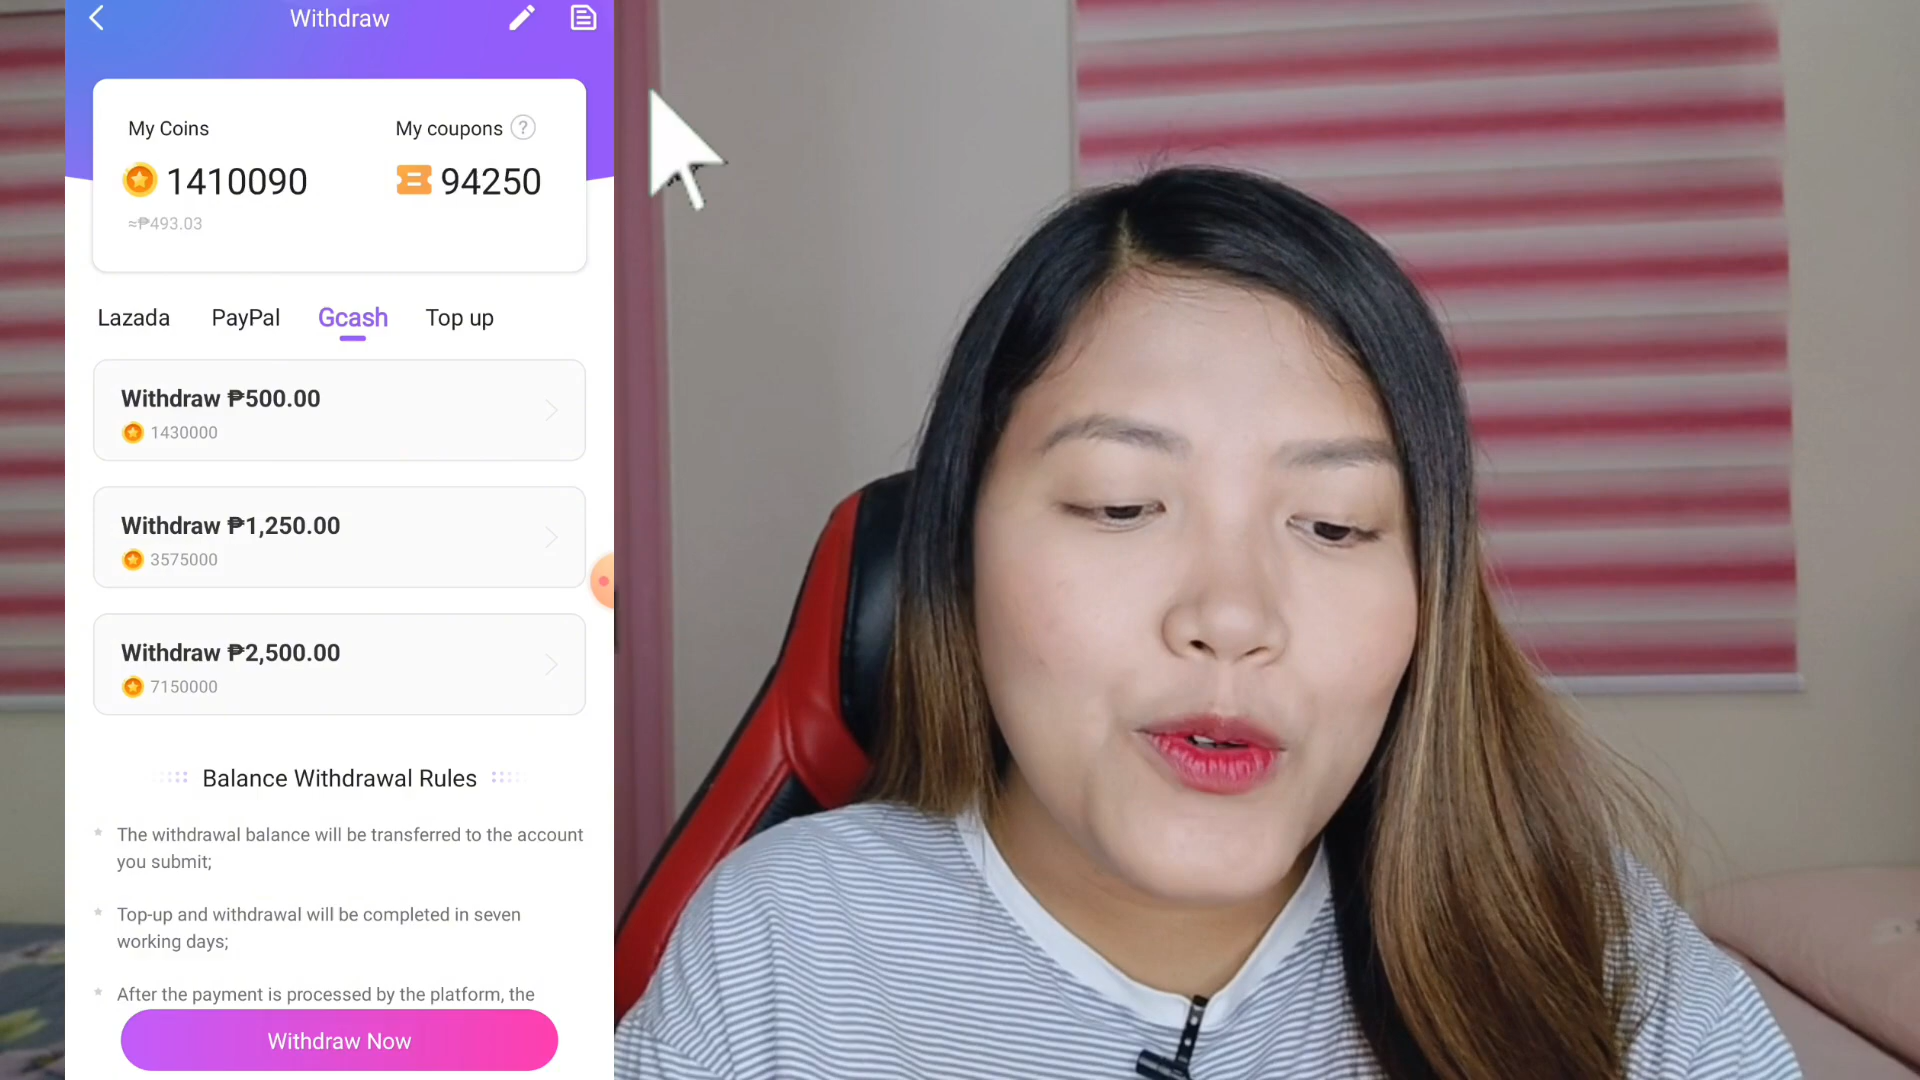 Withdraw
My Coins
My coupons ?
1410090
94250
≈₱493.03
Lazada PayPal Gcash Top up
Withdraw ₱500.00
1430000
Withdraw ₱1,250.00
3575000
Withdraw ₱2,500.00
7150000
Balance Withdrawal Rules
* The withdrawal balance will be transferred to the account
you submit;
* Top-up and withdrawal will be completed in seven
working days;
* After the payment is processed by the platform, the
Withdraw Now